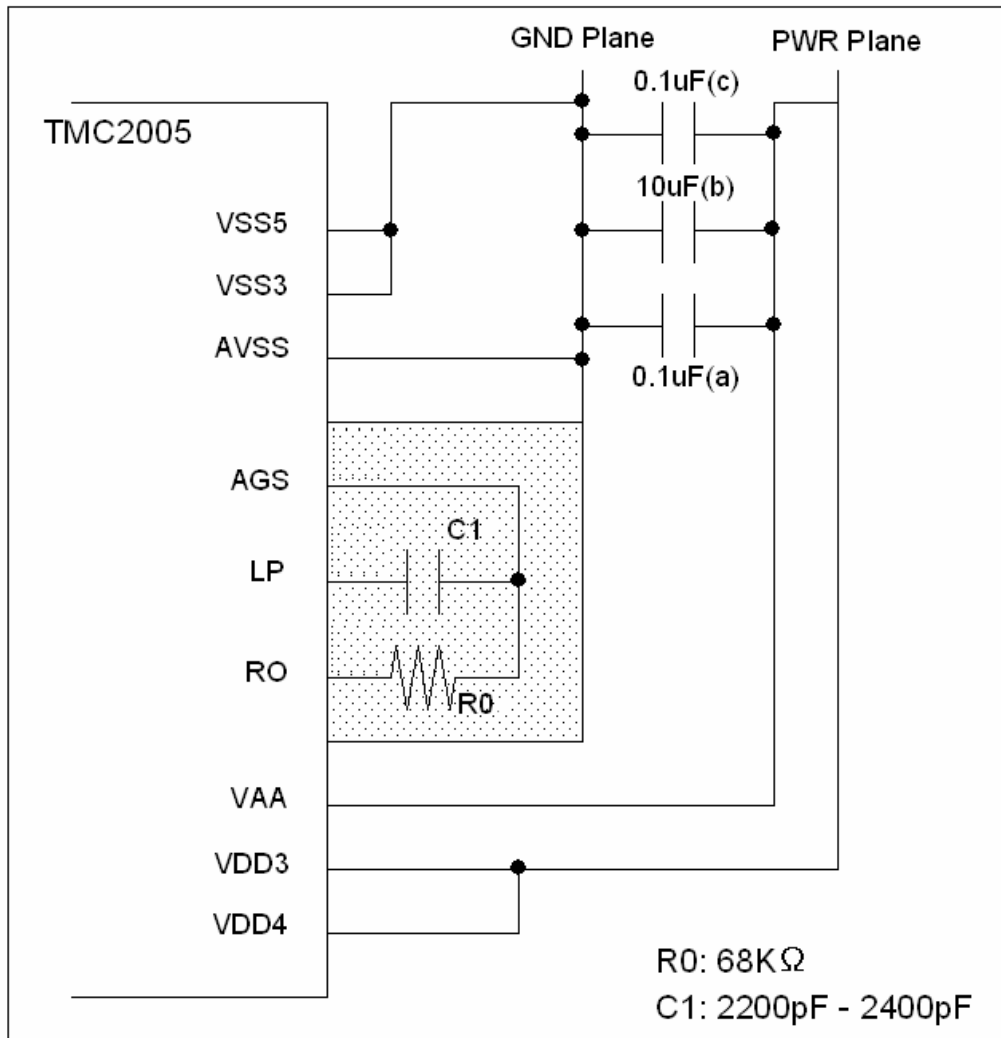 GND Plane
PWR Plane
0.1uF(c)
TMC2005
10uF(b)
VSS5
VSS3
AVSS
0.1uF(a)
AGS
C1
LP
RO
R0
VAA
VDD3
VDD4
R0: 68KΩ
C1: 2200pF - 2400pF